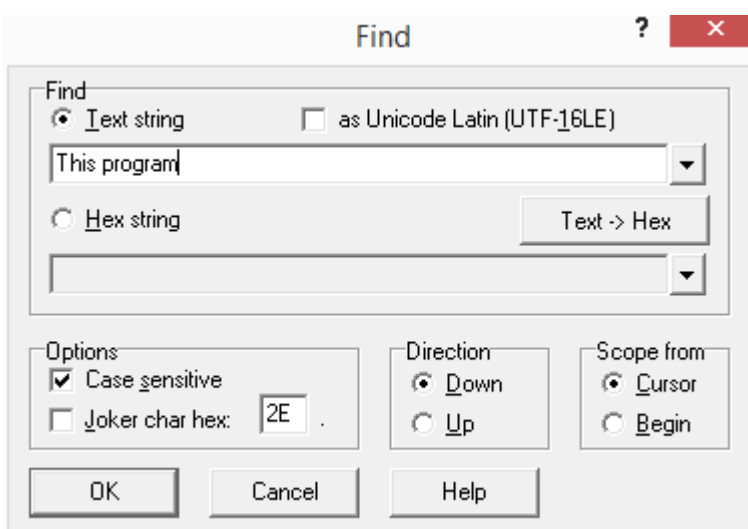 Find
?
×
Find
Text string
as Unicode Latin (UTF-16LE)
This program
Hex string
Text -> Hex
Options
Case sensitive
Joker char hex: 2E .
Direction
Down
Up
Scope from
Cursor
Begin
OK
Cancel
Help